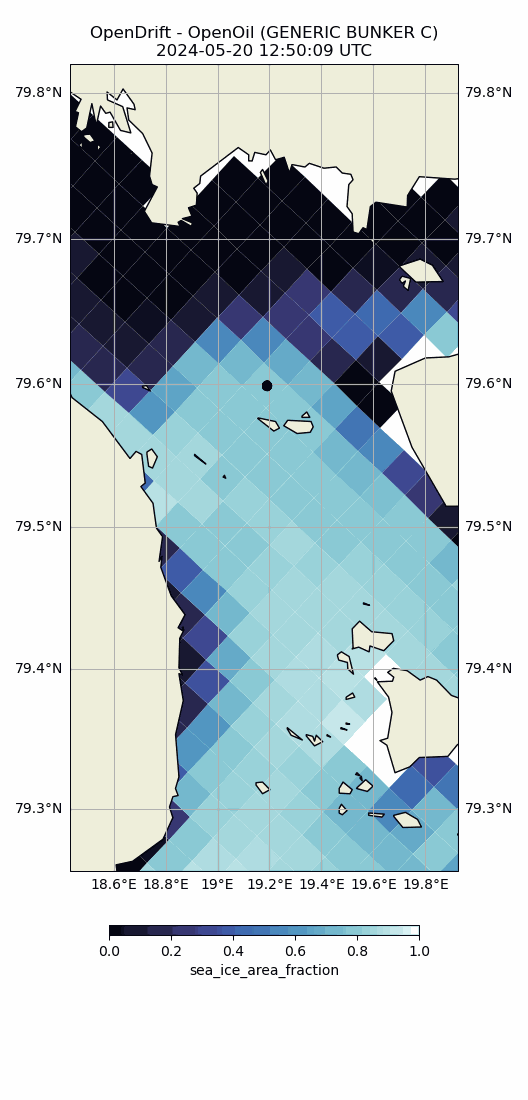 OpenDrift - OpenOil (GENERIC BUNKER C)
2024-05-20 12:50:09 UTC
79.8°N 79.8°N
79.7°N 79.7°N
79.6°N 79.6°N
79.5°N 79.5°N
79.4°N 79.4°N
79.3°N 79.3°N
18.6°E 18.8°E 19°E 19.2°E 19.4°E 19.6°E 19.8°E
0.0 0.2 0.4 0.6 0.8 1.0
sea_ice_area_fraction